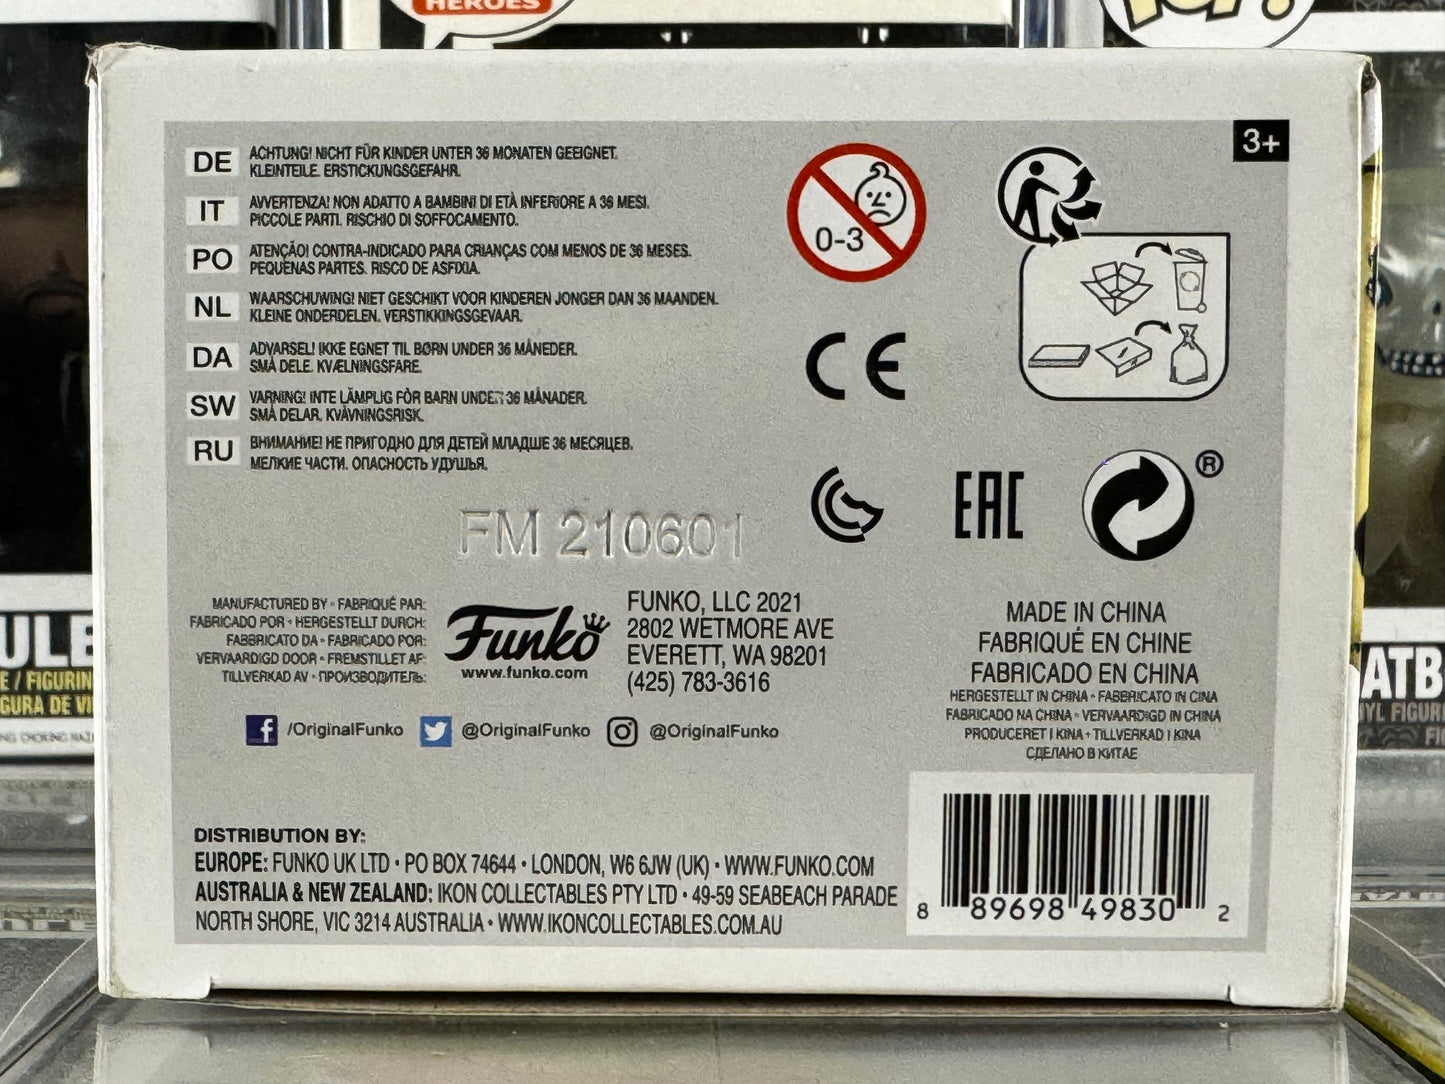 HEROES
POP!
3+
DE
ACHTUNG! NICHT FÜR KINDER UNTER 36 MONATEN GEEIGNET.
KLEINTEILE. ERSTICKUNGSGEFAHR.
IT
AVVERTENZA! NON ADATTO A BAMBINI DI ETÀ INFERIORE A 36 MESI.
PICCOLE PARTI. RISCHIO DI SOFFOCAMENTO.
PO
ATENÇÃO! CONTRA-INDICADO PARA CRIANÇAS COM MENOS DE 36 MESES.
PEQUENAS PARTES. RISCO DE ASFIXIA.
NL
WAARSCHUWING! NIET GESCHIKT VOOR KINDEREN JONGER DAN 36 MAANDEN.
KLEINE ONDERDELEN. VERSTIKKINGSGEVAAR.
DA
ADVARSEL! IKKE EGNET TIL BØRN UNDER 36 MÅNEDER.
SMÅ DELE. KVÆLNINGSFARE.
SW
VARNING! INTE LÄMPLIG FÖR BARN UNDER 36 MÅNADER.
SMÅ DELAR. KVÄVNINGSRISK.
RU
ВНИМАНИЕ! НЕ ПРИГОДНО ДЛЯ ДЕТЕЙ МЛАДШЕ 36 МЕСЯЦЕВ.
МЕЛКИЕ ЧАСТИ. ОПАСНОСТЬ УДУШЬЯ.
0-3
CE
EAC
®
FM 210601
MANUFACTURED BY • FABRIQUÉ PAR:
FABRICADO POR • HERGESTELLT DURCH:
FABBRICATO DA • FABRICADO POR:
VERVAARDIGD DOOR • FREMSTILLET AF:
TILLVERKAD AV • ПРОИЗВОДИТЕЛЬ:
Funko
www.funko.com
FUNKO, LLC 2021
2802 WETMORE AVE
EVERETT, WA 98201
(425) 783-3616
/OriginalFunko
@OriginalFunko
@OriginalFunko
MADE IN CHINA
FABRIQUÉ EN CHINE
FABRICADO EN CHINA
HERGESTELLT IN CHINA • FABBRICATO IN CINA
FABRICADO NA CHINA • VERVAARDIGD IN CHINA
PRODUCERET I KINA • TILLVERKAD I KINA
СДЕЛАНО В КИТАЕ
DISTRIBUTION BY:
EUROPE: FUNKO UK LTD • PO BOX 74644 • LONDON, W6 6JW (UK) • WWW.FUNKO.COM
AUSTRALIA & NEW ZEALAND: IKON COLLECTABLES PTY LTD • 49-59 SEABEACH PARADE
NORTH SHORE, VIC 3214 AUSTRALIA • WWW.IKONCOLLECTABLES.COM.AU
8 89698 49830 2
ULE
E / FIGURIN
GURA DE VI
ATB
YL FIGUR